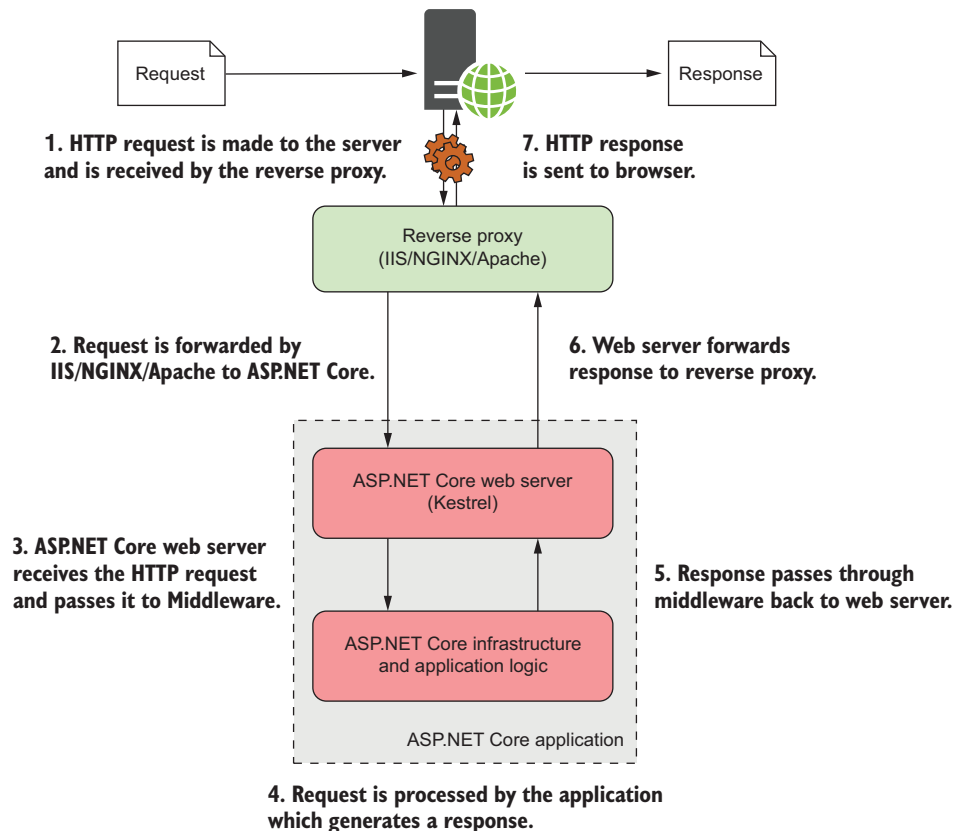 Request
Response
1. HTTP request is made to the server
and is received by the reverse proxy.
7. HTTP response
is sent to browser.
Reverse proxy
(IIS/NGINX/Apache)
2. Request is forwarded by
IIS/NGINX/Apache to ASP.NET Core.
6. Web server forwards
response to reverse proxy.
ASP.NET Core web server
(Kestrel)
3. ASP.NET Core web server
receives the HTTP request
and passes it to Middleware.
5. Response passes through
middleware back to web server.
ASP.NET Core infrastructure
and application logic
ASP.NET Core application
4. Request is processed by the application
which generates a response.